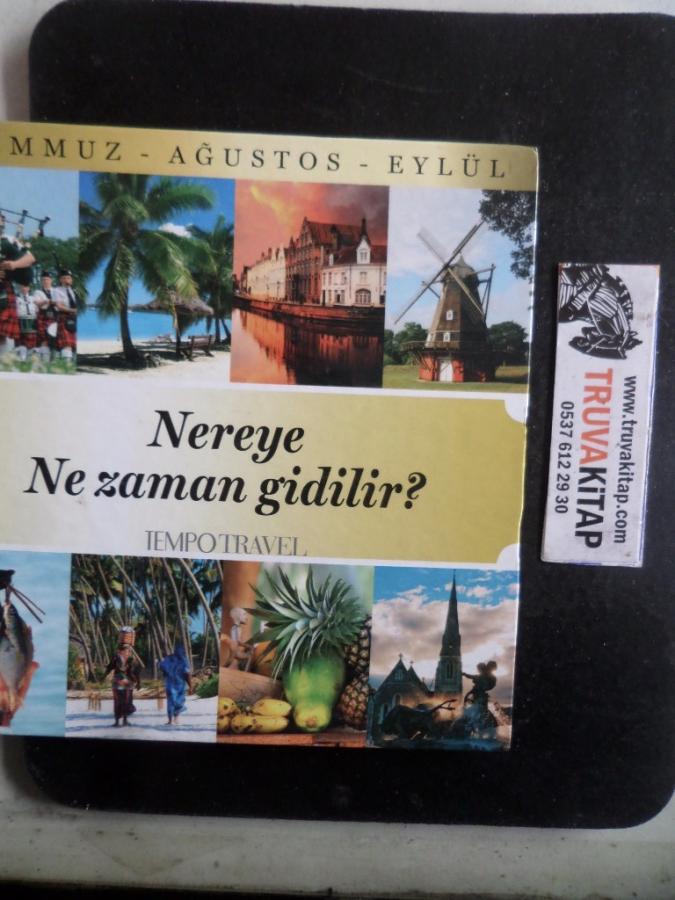 MMUZ - AĞUSTOS - EYLÜL
Nereye
Ne zaman gidilir?
TEMPO TRAVEL
www.truvakitap.com
TRUVAKİTAP
0537 612 29 30